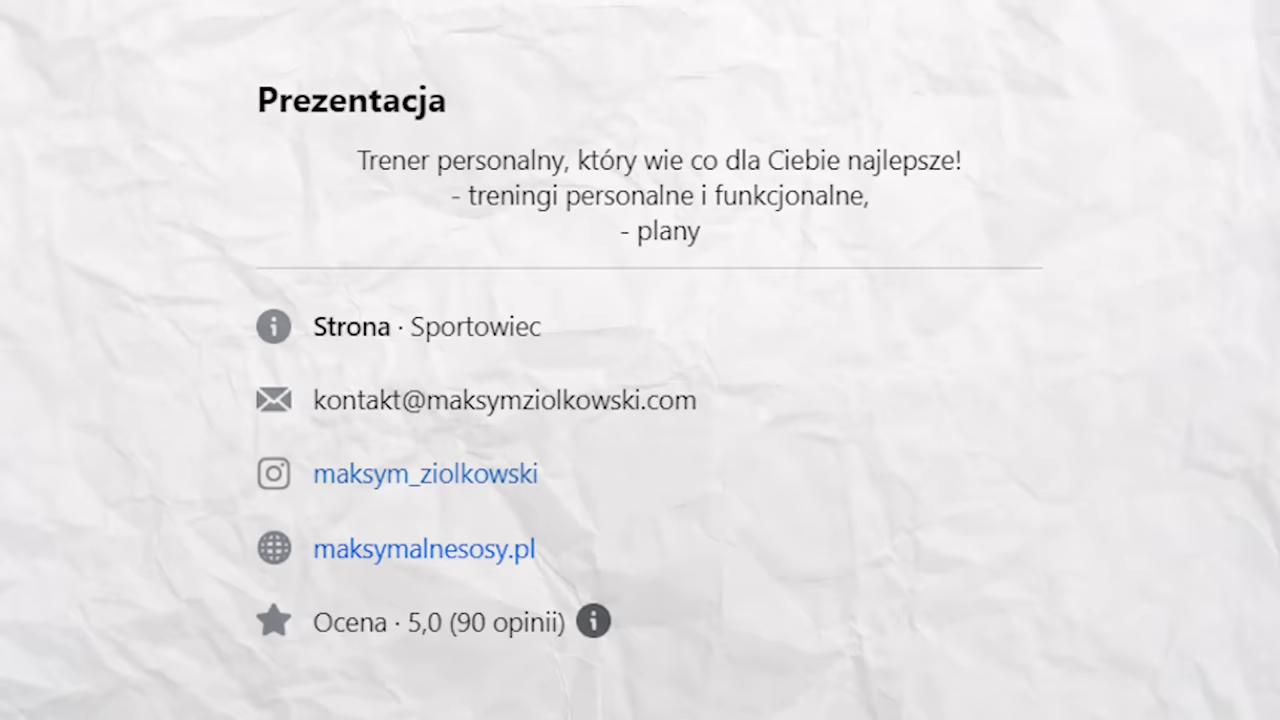 Prezentacja
Trener personalny, który wie co dla Ciebie najlepsze!
- treningi personalne i funkcjonalne,
- plany
Strona · Sportowiec
kontakt@maksymziolkowski.com
maksym_ziolkowski
maksymalnesosy.pl
Ocena · 5,0 (90 opinii)